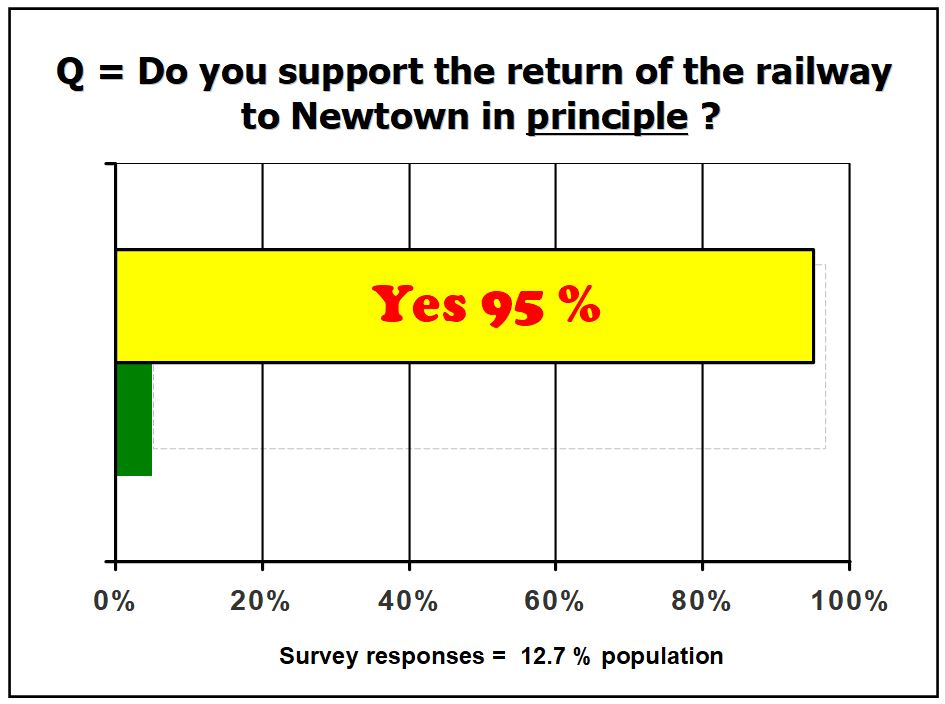 Q = Do you support the return of the railway
to Newtown in principle ?
Yes 95 %
0% 20% 40% 60% 80% 100%
Survey responses = 12.7 % population